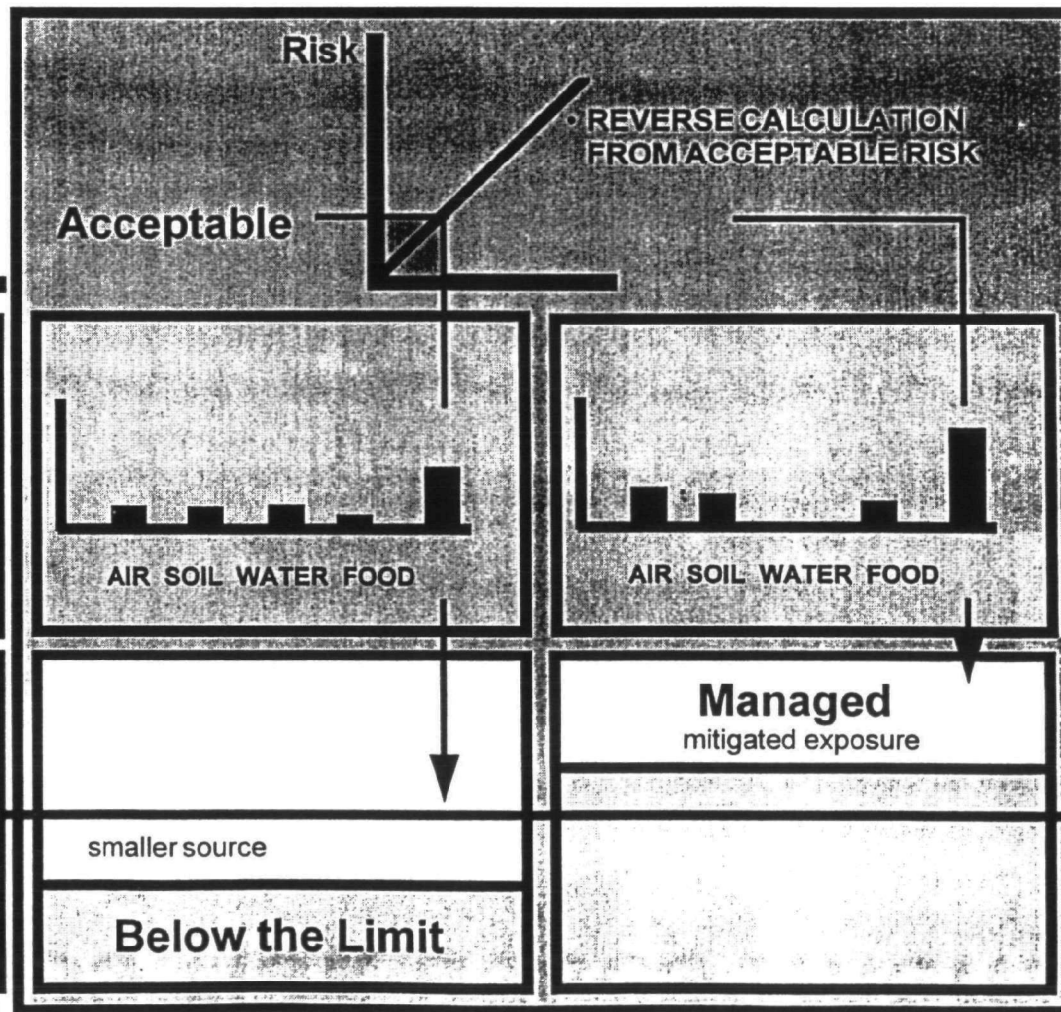 Risk
• REVERSE CALCULATION
FROM ACCEPTABLE RISK
Acceptable
AIR SOIL WATER FOOD
AIR SOIL WATER FOOD
Managed
mitigated exposure
smaller source
Below the Limit